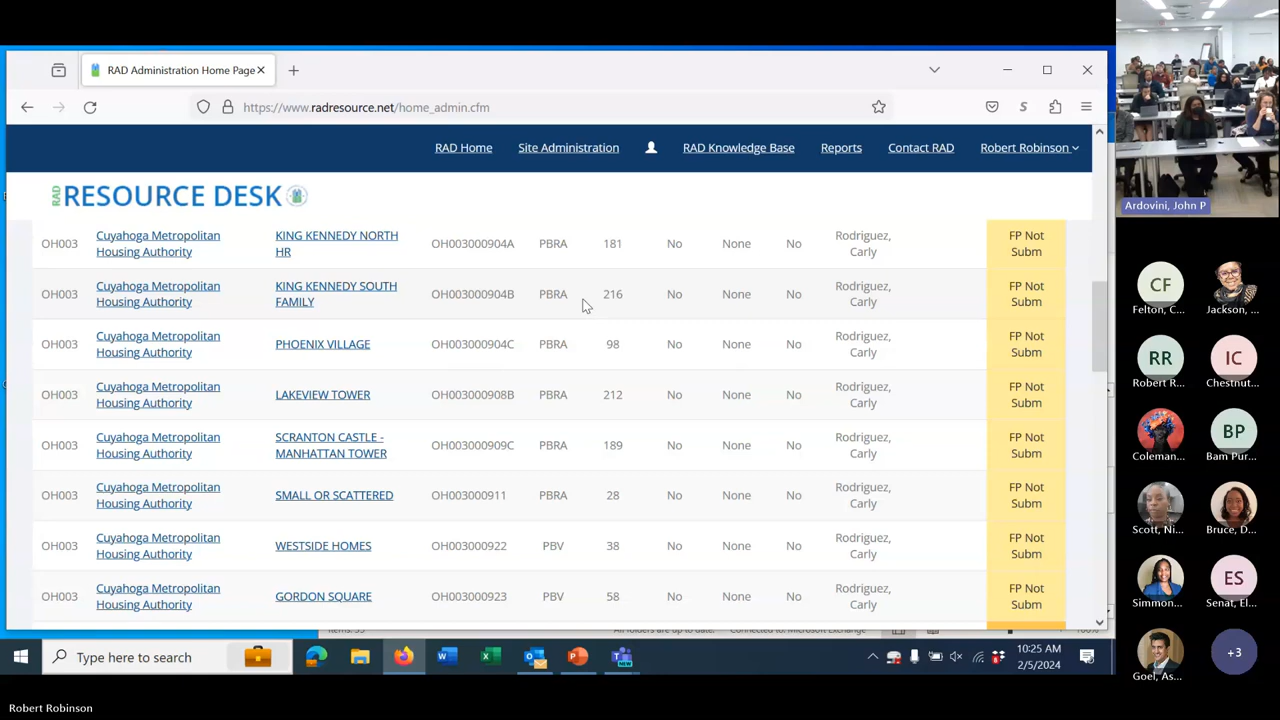 RAD Administration Home Page
https://www.radresource.net/home_admin.cfm
RAD Home Site Administration RAD Knowledge Base Reports Contact RAD Robert Robinson
RAD RESOURCE DESK
OH003 Cuyahoga Metropolitan Housing Authority KING KENNEDY NORTH HR OH003000904A PBRA 181 No None No Rodriguez, Carly FP Not Subm
OH003 Cuyahoga Metropolitan Housing Authority KING KENNEDY SOUTH FAMILY OH003000904B PBRA 216 No None No Rodriguez, Carly FP Not Subm
OH003 Cuyahoga Metropolitan Housing Authority PHOENIX VILLAGE OH003000904C PBRA 98 No None No Rodriguez, Carly FP Not Subm
OH003 Cuyahoga Metropolitan Housing Authority LAKEVIEW TOWER OH003000908B PBRA 212 No None No Rodriguez, Carly FP Not Subm
OH003 Cuyahoga Metropolitan Housing Authority SCRANTON CASTLE - MANHATTAN TOWER OH003000909C PBRA 189 No None No Rodriguez, Carly FP Not Subm
OH003 Cuyahoga Metropolitan Housing Authority SMALL OR SCATTERED OH003000911 PBRA 28 No None No Rodriguez, Carly FP Not Subm
OH003 Cuyahoga Metropolitan Housing Authority WESTSIDE HOMES OH003000922 PBV 38 No None No Rodriguez, Carly FP Not Subm
OH003 Cuyahoga Metropolitan Housing Authority GORDON SQUARE OH003000923 PBV 58 No None No Rodriguez, Carly FP Not Subm
Type here to search
10:25 AM
2/5/2024
Robert Robinson
Ardovini, John P
CF
Felton, C... Jackson, ...
RR IC
Robert R... Chestnut...
BP
Coleman... Bam Pur...
Scott, Ni... Bruce, D...
ES
Simmon... Senat, El...
+3
Goel, As...